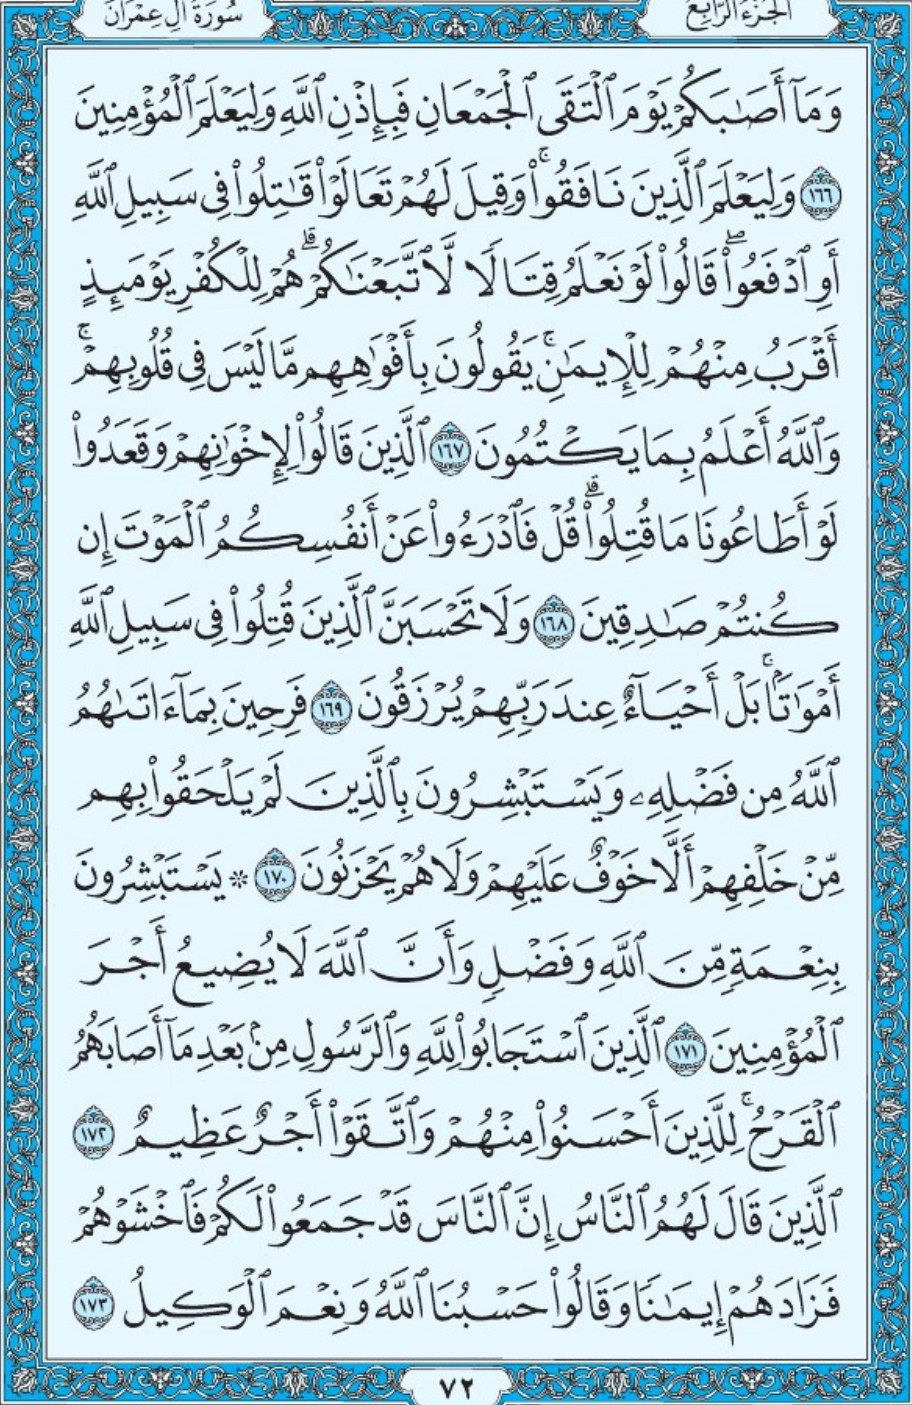 الجزء الرابع
سورة آل عمران
وَمَآ أَصَٰبَكُمۡ يَوۡمَ ٱلۡتَقَى ٱلۡجَمۡعَانِ فَبِإِذۡنِ ٱللَّهِ وَلِيَعۡلَمَ ٱلۡمُؤۡمِنِينَ
١٦٦ وَلِيَعۡلَمَ ٱلَّذِينَ نَافَقُواْۚ وَقِيلَ لَهُمۡ تَعَالَوۡاْ قَٰتِلُواْ فِي سَبِيلِ ٱللَّهِ
أَوِ ٱدۡفَعُواْۖ قَالُواْ لَوۡ نَعۡلَمُ قِتَالٗا لَّٱتَّبَعۡنَٰكُمۡۗ هُمۡ لِلۡكُفۡرِ يَوۡمَئِذٍ
أَقۡرَبُ مِنۡهُمۡ لِلۡإِيمَٰنِۚ يَقُولُونَ بِأَفۡوَٰهِهِم مَّا لَيۡسَ فِي قُلُوبِهِمۡۚ
وَٱللَّهُ أَعۡلَمُ بِمَا يَكۡتُمُونَ ١٦٧ ٱلَّذِينَ قَالُواْ لِإِخۡوَٰنِهِمۡ وَقَعَدُواْ
لَوۡ أَطَاعُونَا مَا قُتِلُواْۗ قُلۡ فَٱدۡرَءُواْ عَنۡ أَنفُسِكُمُ ٱلۡمَوۡتَ إِن
كُنتُمۡ صَٰدِقِينَ ١٦٨ وَلَا تَحۡسَبَنَّ ٱلَّذِينَ قُتِلُواْ فِي سَبِيلِ ٱللَّهِ
أَمۡوَٰتَۢاۚ بَلۡ أَحۡيَآءٌ عِندَ رَبِّهِمۡ يُرۡزَقُونَ ١٦٩ فَرِحِينَ بِمَآ ءَاتَىٰهُمُ
ٱللَّهُ مِن فَضۡلِهِۦ وَيَسۡتَبۡشِرُونَ بِٱلَّذِينَ لَمۡ يَلۡحَقُواْ بِهِم
مِّنۡ خَلۡفِهِمۡ أَلَّا خَوۡفٌ عَلَيۡهِمۡ وَلَا هُمۡ يَحۡزَنُونَ ١٧٠ * يَسۡتَبۡشِرُونَ
بِنِعۡمَةٖ مِّنَ ٱللَّهِ وَفَضۡلٖ وَأَنَّ ٱللَّهَ لَا يُضِيعُ أَجۡرَ
ٱلۡمُؤۡمِنِينَ ١٧١ ٱلَّذِينَ ٱسۡتَجَابُواْ لِلَّهِ وَٱلرَّسُولِ مِنۢ بَعۡدِ مَآ أَصَابَهُمُ
ٱلۡقَرۡحُۚ لِلَّذِينَ أَحۡسَنُواْ مِنۡهُمۡ وَٱتَّقَوۡاْ أَجۡرٌ عَظِيمٌ ١٧٢
ٱلَّذِينَ قَالَ لَهُمُ ٱلنَّاسُ إِنَّ ٱلنَّاسَ قَدۡ جَمَعُواْ لَكُمۡ فَٱخۡشَوۡهُمۡ
فَزَادَهُمۡ إِيمَٰنٗا وَقَالُواْ حَسۡبُنَا ٱللَّهُ وَنِعۡمَ ٱلۡوَكِيلُ ١٧٣
٧٢